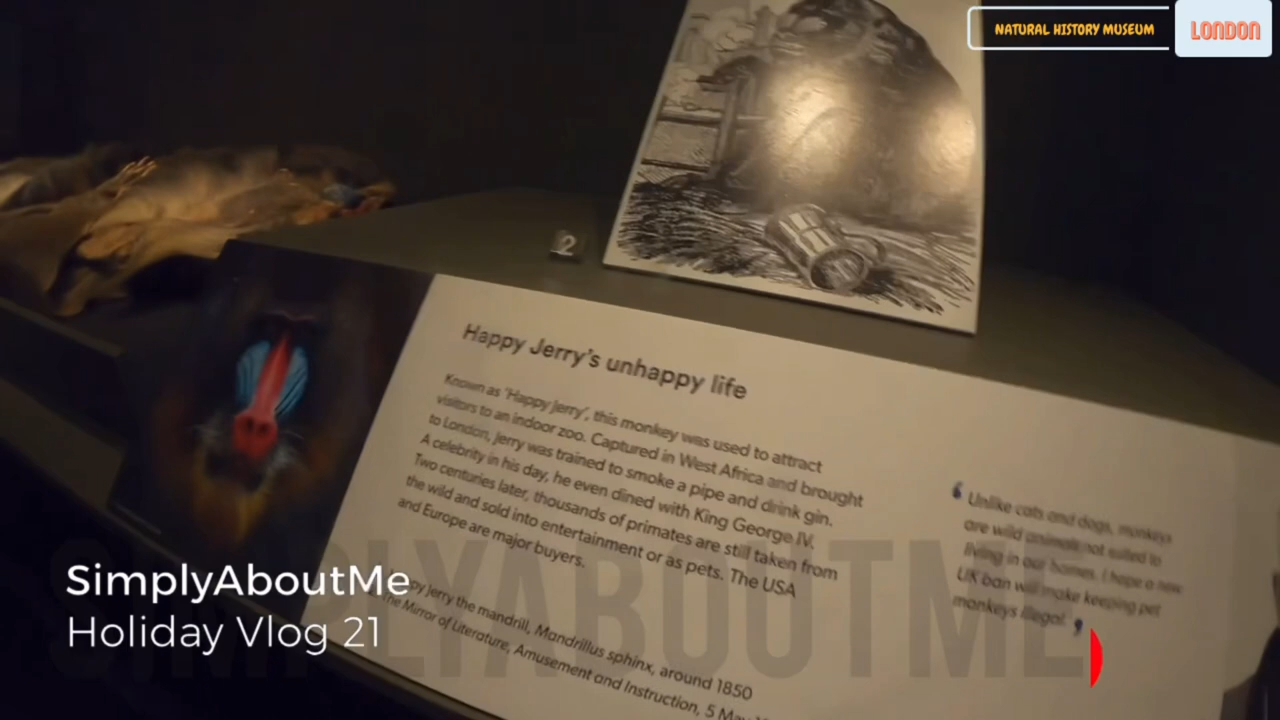 NATURAL HISTORY MUSEUM
LONDON
2
Happy Jerry's unhappy life
Known as 'Happy Jerry', this monkey was used to attract
visitors to an indoor zoo. Captured in West Africa and brought
to London, Jerry was trained to smoke a pipe and drink gin.
A celebrity in his day, he even dined with King George IV.
Two centuries later, thousands of primates are still taken from
the wild and sold into entertainment or as pets. The USA
and Europe are major buyers.
Jerry the mandrill, Mandrillus sphinx, around 1850
The Mirror of Literature, Amusement and Instruction, 5 May
‘Unlike cats and dogs, monkeys
are wild animals not suited to
living in our homes. I hope a new
UK ban will make keeping pet
monkeys illegal.’
SimplyAboutMe
Holiday Vlog 21
SIMPLYABOUTME